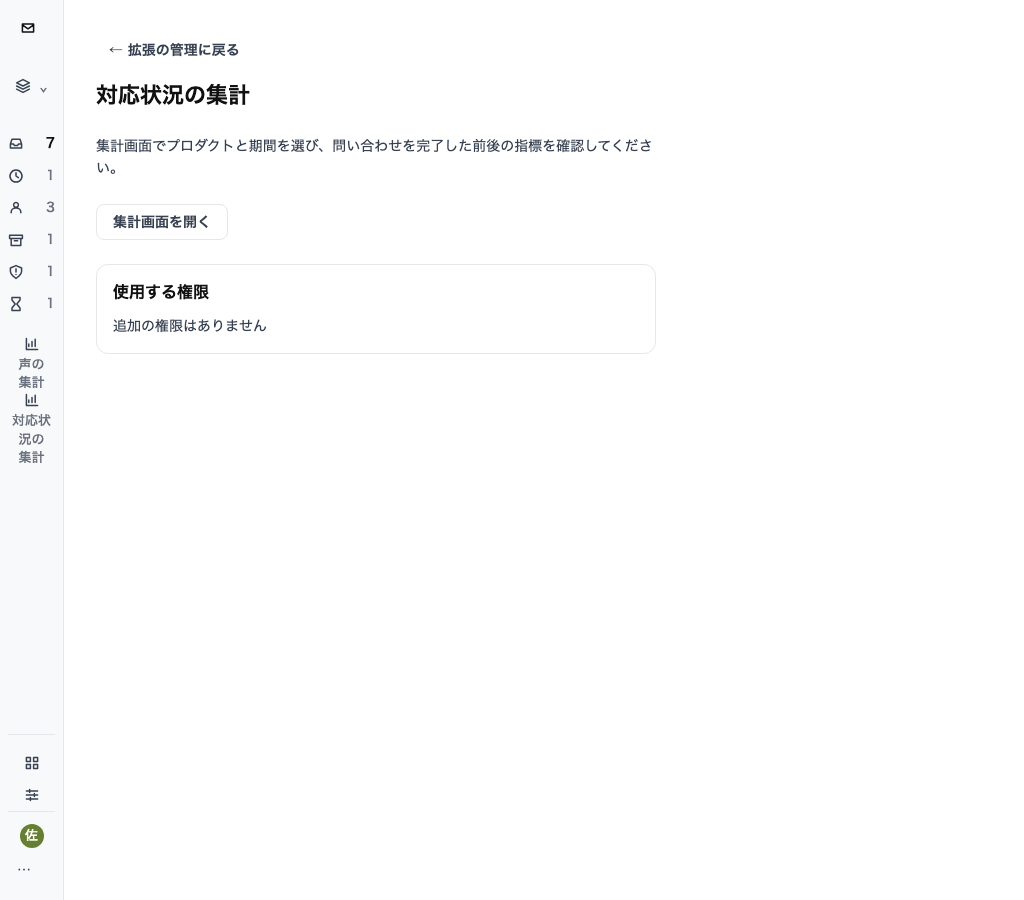 7
1
3
1
1
1
声の
集計
対応状
況の
集計
佐
…
← 拡張の管理に戻る
対応状況の集計
集計画面でプロダクトと期間を選び、問い合わせを完了した前後の指標を確認してくださ
い。
集計画面を開く
使用する権限
追加の権限はありません